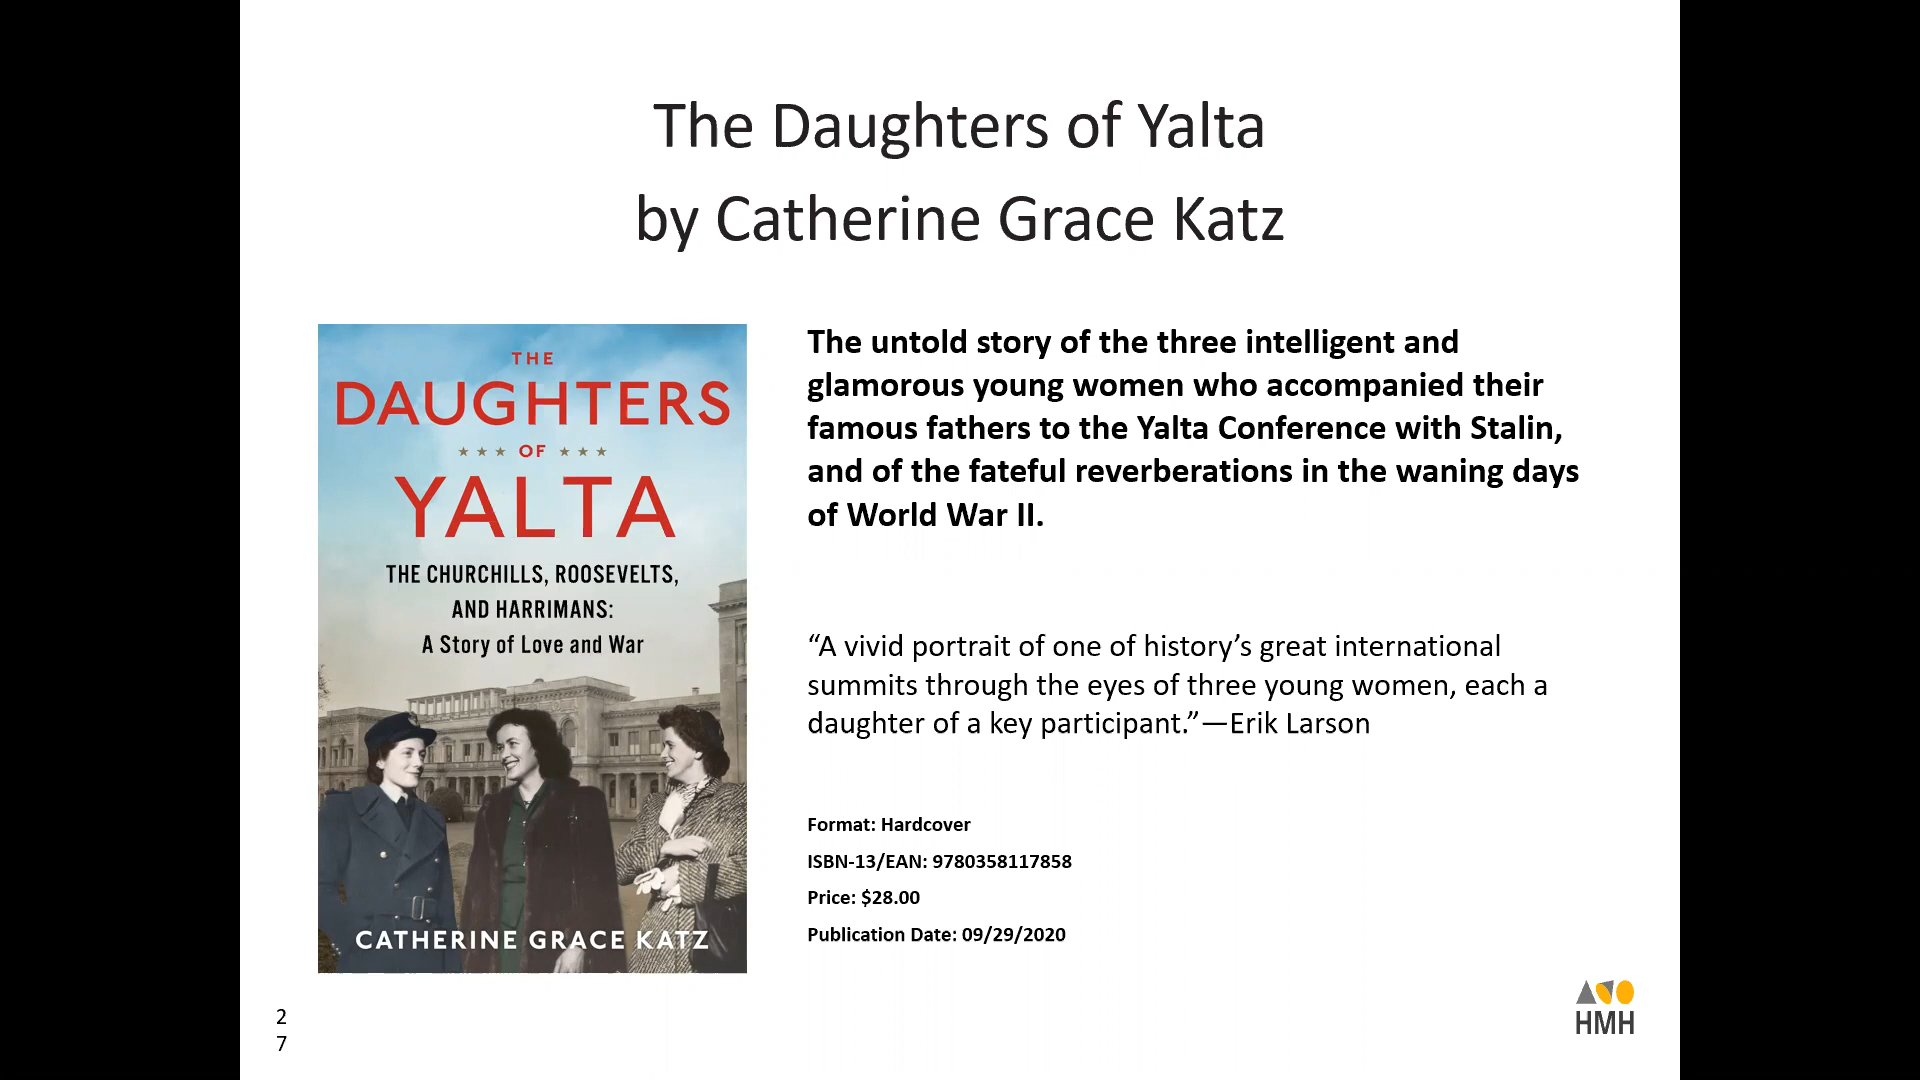 The Daughters of Yalta
by Catherine Grace Katz
THE
DAUGHTERS
★ ★ ★ OF ★ ★ ★
YALTA
THE CHURCHILLS, ROOSEVELTS,
AND HARRIMANS:
A Story of Love and War
CATHERINE GRACE KATZ
The untold story of the three intelligent and
glamorous young women who accompanied their
famous fathers to the Yalta Conference with Stalin,
and of the fateful reverberations in the waning days
of World War II.
“A vivid portrait of one of history’s great international
summits through the eyes of three young women, each a
daughter of a key participant.”—Erik Larson
Format: Hardcover
ISBN-13/EAN: 9780358117858
Price: $28.00
Publication Date: 09/29/2020
2
7
HMH